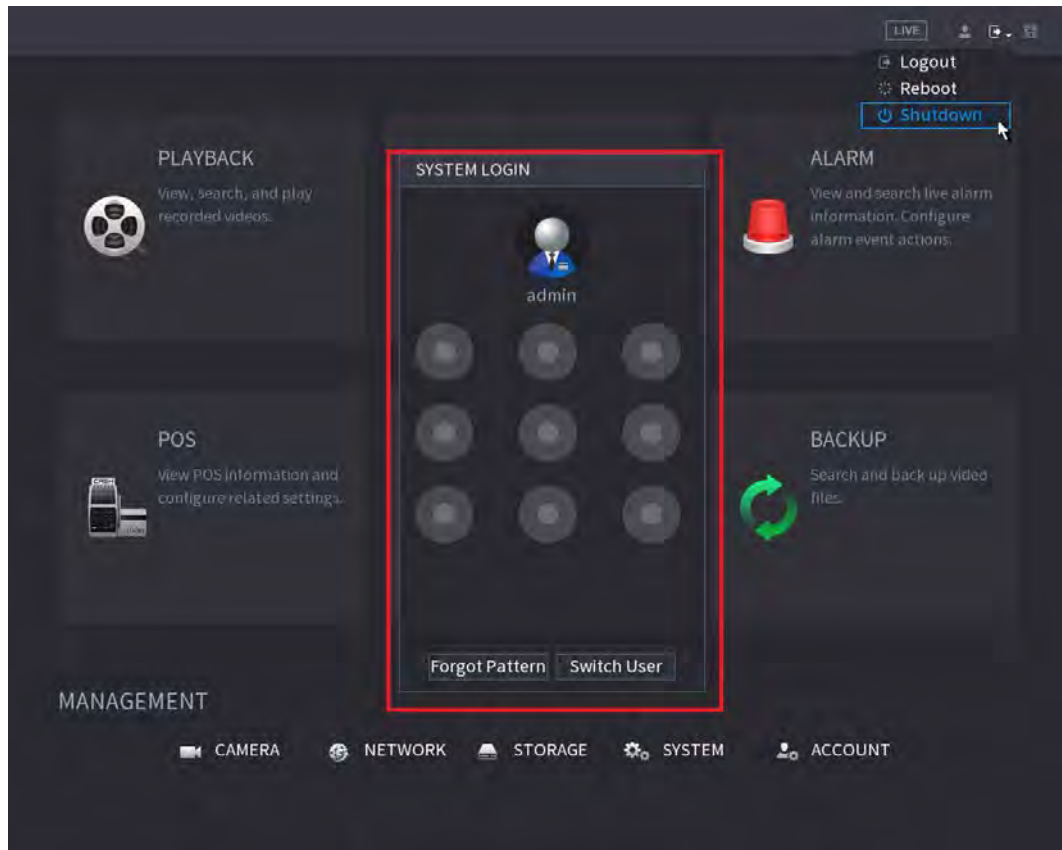 LIVE
Logout
Reboot
Shutdown
PLAYBACK
View, search, and play
recorded videos.
SYSTEM LOGIN
admin
ALARM
View and search live alarm
information. Configure
alarm event actions.
POS
View POS information and
configure related settings.
BACKUP
Search and back up video
files.
Forgot Pattern
Switch User
MANAGEMENT
CAMERA
NETWORK
STORAGE
SYSTEM
ACCOUNT